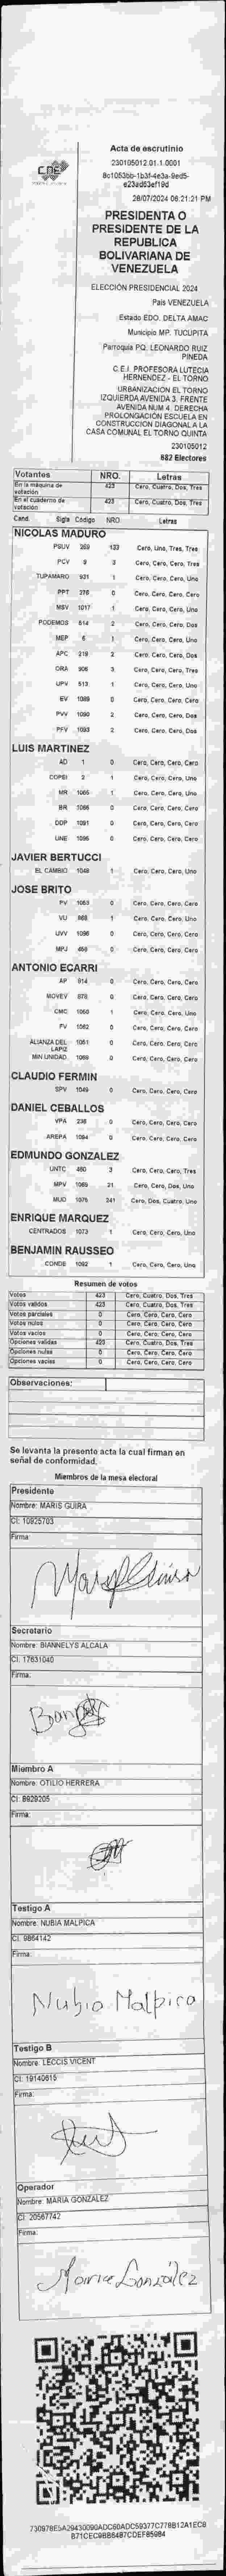 CDE
Acta de escrutinio
230105012.01.1.0001
8c1053bb-1b3f-4e3a-9ed5-
e23ad63ef19d
28/07/2024 06:21:21 PM
PRESIDENTA O
PRESIDENTE DE LA
REPUBLICA
BOLIVARIANA DE
VENEZUELA
ELECCIÓN PRESIDENCIAL 2024
País VENEZUELA
Estado EDO. DELTA AMAC
Municipio MP. TUCUPITA
Parroquia PQ. LEONARDO RUIZ
PINEDA
C.E.I. PROFESORA LUTECIA
HERNENDEZ - EL TORNO
URBANIZACIÓN EL TORNO
IZQUIERDA AVENIDA 3. FRENTE
AVENIDA NUM 4. DERECHA
PROLONGACIÓN ESCUELA EN
CONSTRUCCION DIAGONAL A LA
CASA COMUNAL EL TORNO QUINTA
230105012
882 Electores
Votantes NRO. Letras
En la máquina de votación 423 Cero, Cuatro, Dos, Tres
En el cuaderno de votación 423 Cero, Cuatro, Dos, Tres
Cand. Sigla Código NRO Letras
NICOLAS MADURO
PSUV 269 133 Cero, Uno, Tres, Tres
PCV 9 3 Cero, Cero, Cero, Tres
TUPAMARO 931 1 Cero, Cero, Cero, Uno
PPT 276 0 Cero, Cero, Cero, Cero
MSV 1017 1 Cero, Cero, Cero, Uno
PODEMOS 514 2 Cero, Cero, Cero, Dos
MEP 6 1 Cero, Cero, Cero, Uno
APC 219 2 Cero, Cero, Cero, Dos
ORA 306 3 Cero, Cero, Cero, Tres
UPV 513 1 Cero, Cero, Cero, Uno
EV 1089 0 Cero, Cero, Cero, Cero
PVV 1090 2 Cero, Cero, Cero, Dos
PFV 1093 2 Cero, Cero, Cero, Dos
LUIS MARTINEZ
AD 1 0 Cero, Cero, Cero, Cero
COPEI 2 1 Cero, Cero, Cero, Uno
MR 1065 1 Cero, Cero, Cero, Uno
BR 1066 0 Cero, Cero, Cero, Cero
DDP 1091 0 Cero, Cero, Cero, Cero
UNE 1095 0 Cero, Cero, Cero, Cero
JAVIER BERTUCCI
EL CAMBIO 1048 1 Cero, Cero, Cero, Uno
JOSE BRITO
PV 1053 0 Cero, Cero, Cero, Cero
VU 868 1 Cero, Cero, Cero, Uno
UVV 1096 0 Cero, Cero, Cero, Cero
MPJ 468 0 Cero, Cero, Cero, Cero
ANTONIO ECARRI
AP 914 0 Cero, Cero, Cero, Cero
MOVEV 878 0 Cero, Cero, Cero, Cero
CMC 1050 1 Cero, Cero, Cero, Uno
FV 1052 0 Cero, Cero, Cero, Cero
ALIANZA DEL LAPIZ 1051 0 Cero, Cero, Cero, Cero
MIN UNIDAD 1069 0 Cero, Cero, Cero, Cero
CLAUDIO FERMIN
SPV 1049 0 Cero, Cero, Cero, Cero
DANIEL CEBALLOS
VPA 238 0 Cero, Cero, Cero, Cero
AREPA 1094 0 Cero, Cero, Cero, Cero
EDMUNDO GONZALEZ
UNTC 460 3 Cero, Cero, Cero, Tres
MPV 1069 21 Cero, Cero, Dos, Uno
MUD 1075 241 Cero, Dos, Cuatro, Uno
ENRIQUE MARQUEZ
CENTRADOS 1073 1 Cero, Cero, Cero, Uno
BENJAMIN RAUSSEO
CONDE 1092 1 Cero, Cero, Cero, Uno
Resumen de votos
Votos 423 Cero, Cuatro, Dos, Tres
Votos validos 423 Cero, Cuatro, Dos, Tres
Votos parciales 0 Cero, Cero, Cero, Cero
Votos nulos 0 Cero, Cero, Cero, Cero
Votos vacios 0 Cero, Cero, Cero, Cero
Opciones validas 423 Cero, Cuatro, Dos, Tres
Opciones nulas 0 Cero, Cero, Cero, Cero
Opciones vacias 0 Cero, Cero, Cero, Cero
Observaciones:
Se levanta la presente acta la cual firman en
señal de conformidad.
Miembros de la mesa electoral
Presidente
Nombre: MARIS GUIRA
CI: 10925703
Firma:
Secretario
Nombre: BIANNELYS ALCALA
CI: 17631040
Firma:
Miembro A
Nombre: OTILIO HERRERA
CI: 8929205
Firma:
Testigo A
Nombre: NUBIA MALPICA
CI: 9864142
Firma:
Nubia Malpica
Testigo B
Nombre: LECCIS VICENT
CI: 19140615
Firma:
Operador
Nombre: MARIA GONZALEZ
CI: 20567742
Firma:
Maria González
730978E5A29430090ADC60ADC59377C778B12A1EC8
B71CEC9BB6487CDEF85984